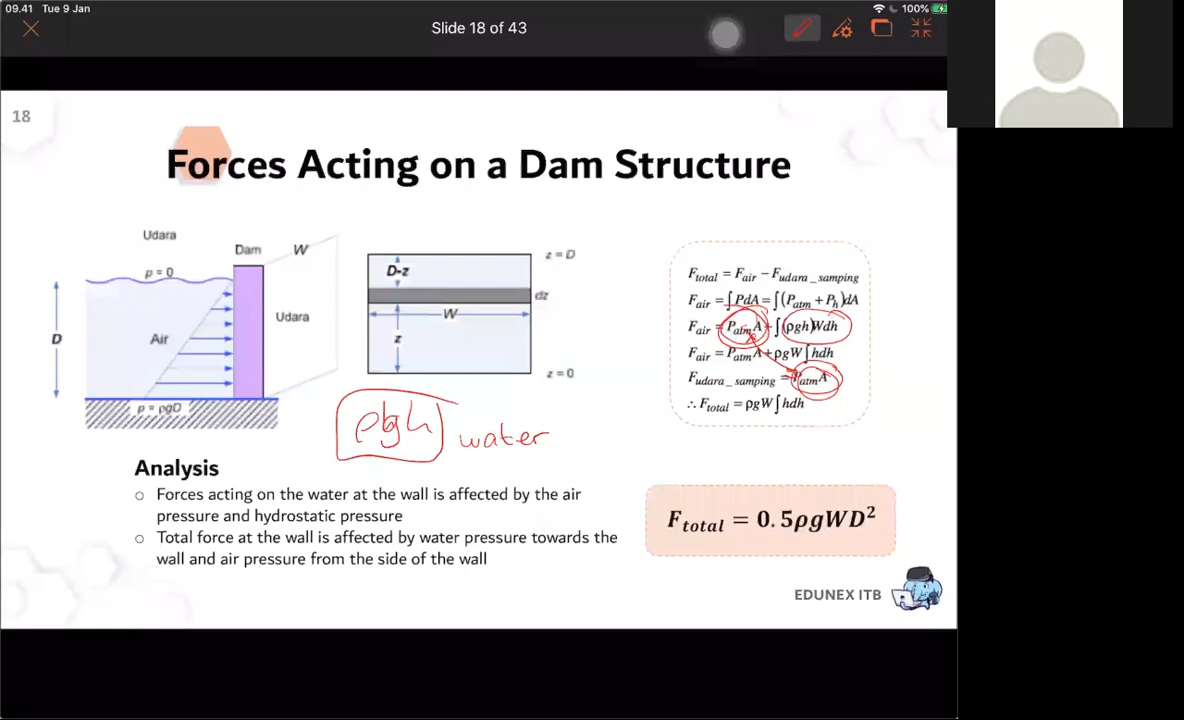 09.41 Tue 9 Jan
100%
Slide 18 of 43
18
Forces Acting on a Dam Structure
Udara
Dam
W
p = 0
D
Air
Udara
p = ρgD
D-z
z = D
dz
W
z
z = 0
F_total = F_air − F_udara_samping
F_air = ∫PdA = ∫(P_atm + P_h)dA
F_air = P_atm A + ∫(ρgh)Wdh
F_air = P_atm A + ρgW∫hdh
F_udara_samping = P_atm A
∴ F_total = ρgW∫hdh
ρgh water
Analysis
○ Forces acting on the water at the wall is affected by the air
pressure and hydrostatic pressure
○ Total force at the wall is affected by water pressure towards the
wall and air pressure from the side of the wall
F_total = 0.5ρgWD²
EDUNEX ITB